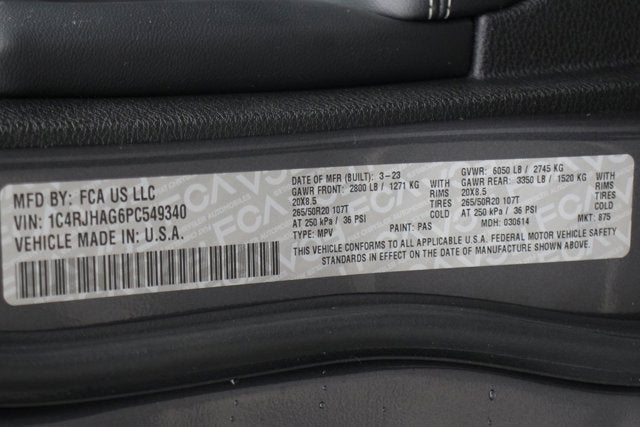 MFD BY: FCA US LLC
VIN: 1C4RJHAG6PC549340
VEHICLE MADE IN: U.S.A.
DATE OF MFR (BUILT): 3-23 GVWR: 6050 LB / 2745 KG
GAWR FRONT: 2800 LB / 1271 KG WITH GAWR REAR: 3350 LB / 1520 KG WITH
20X8.5 RIMS 20X8.5 RIMS
265/50R20 107T TIRES 265/50R20 107T TIRES
AT 250 kPa / 36 PSI COLD AT 250 kPa / 36 PSI COLD
TYPE: MPV PAINT: PAS MDH: 030614 MKT: 875
THIS VEHICLE CONFORMS TO ALL APPLICABLE U.S.A. FEDERAL MOTOR VEHICLE SAFETY
STANDARDS IN EFFECT ON THE DATE OF MANUFACTURE SHOWN ABOVE.